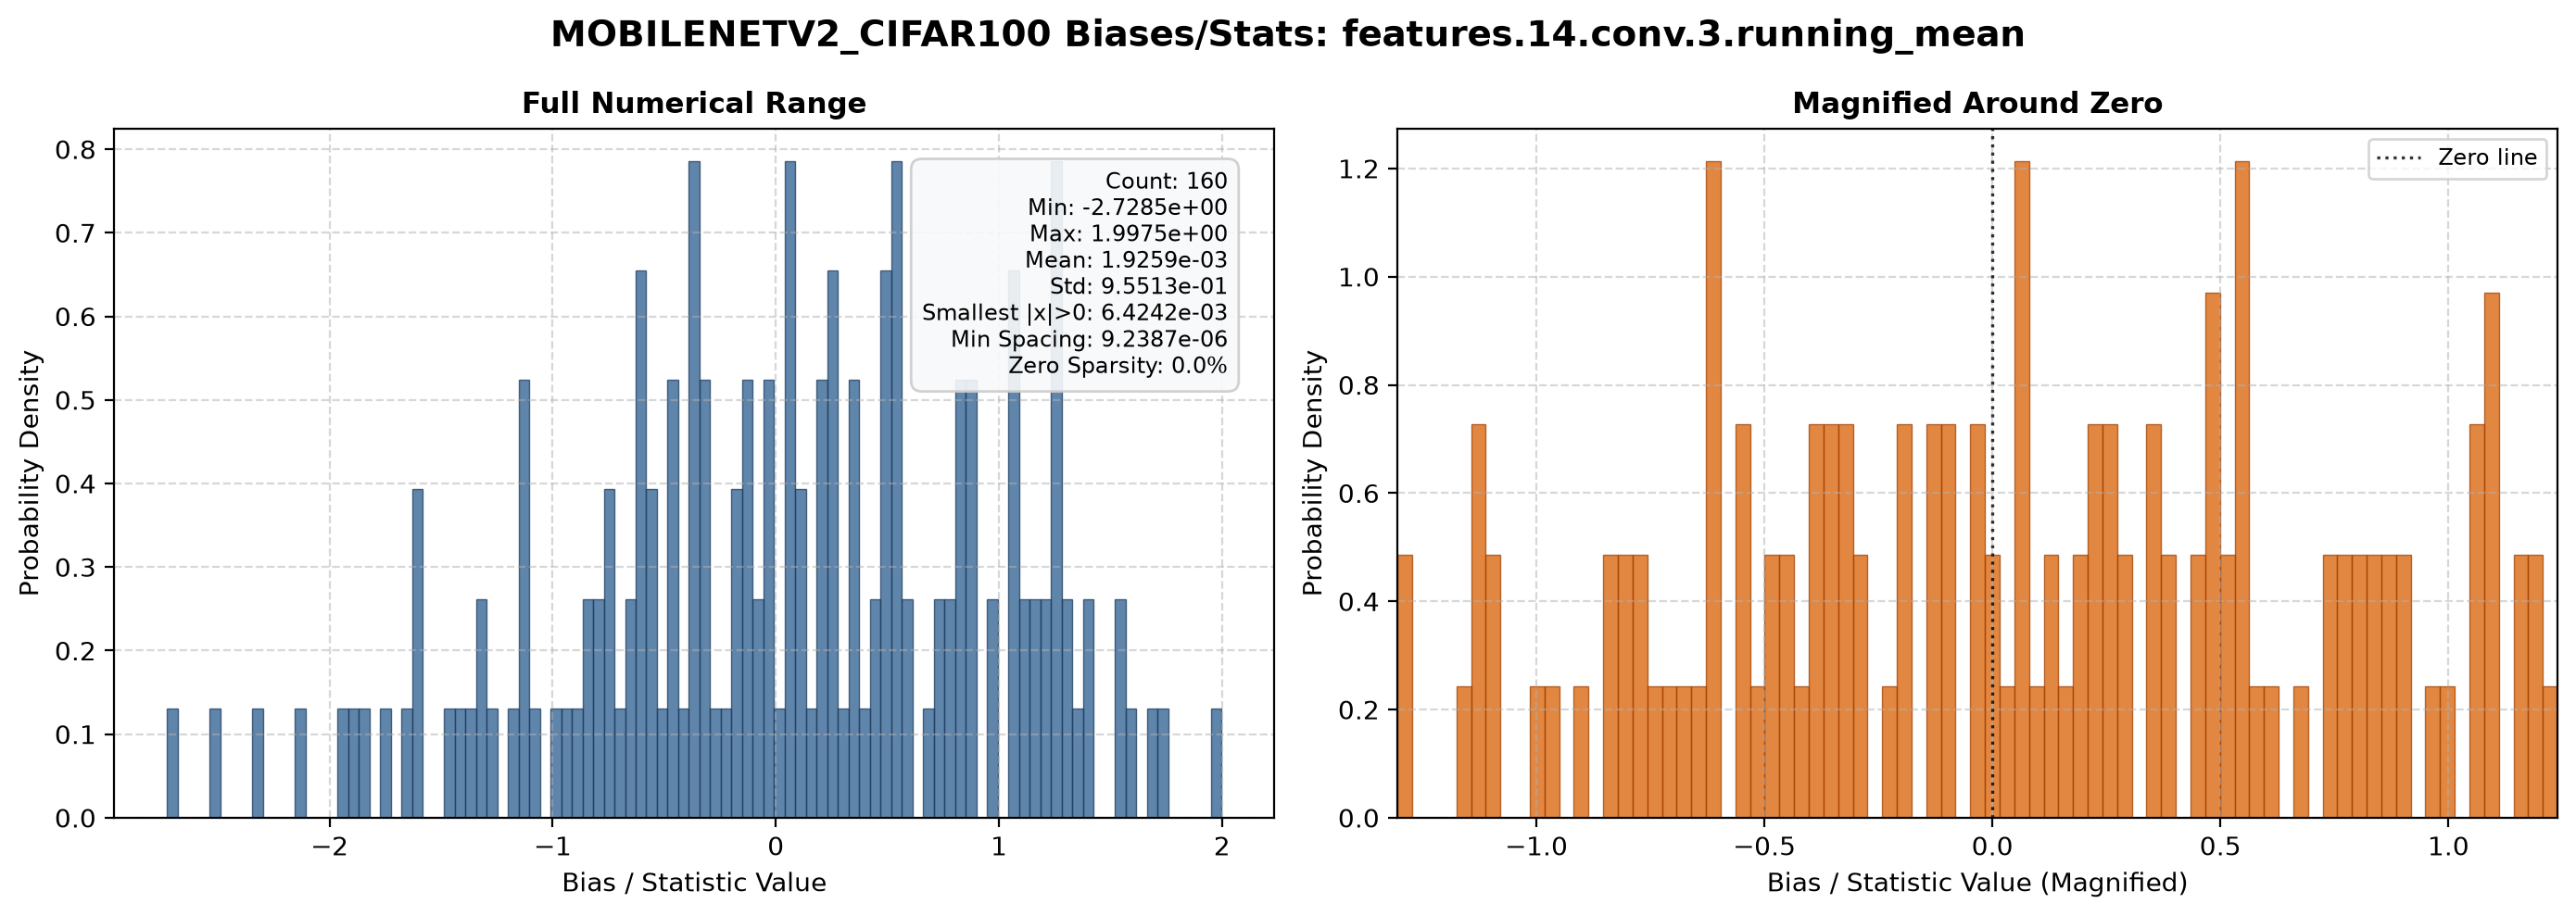 MOBILENETV2_CIFAR100 Biases/Stats: features.14.conv.3.running_mean
Full Numerical Range
0.8
0.7
0.6
0.5
0.4
0.3
0.2
0.1
0.0
Probability Density
Count: 160
Min: -2.7285e+00
Max: 1.9975e+00
Mean: 1.9259e-03
Std: 9.5513e-01
Smallest |x|>0: 6.4242e-03
Min Spacing: 9.2387e-06
Zero Sparsity: 0.0%
−2 −1 0 1 2
Bias / Statistic Value
Magnified Around Zero
Zero line
1.2
1.0
0.8
0.6
0.4
0.2
0.0
Probability Density
−1.0 −0.5 0.0 0.5 1.0
Bias / Statistic Value (Magnified)